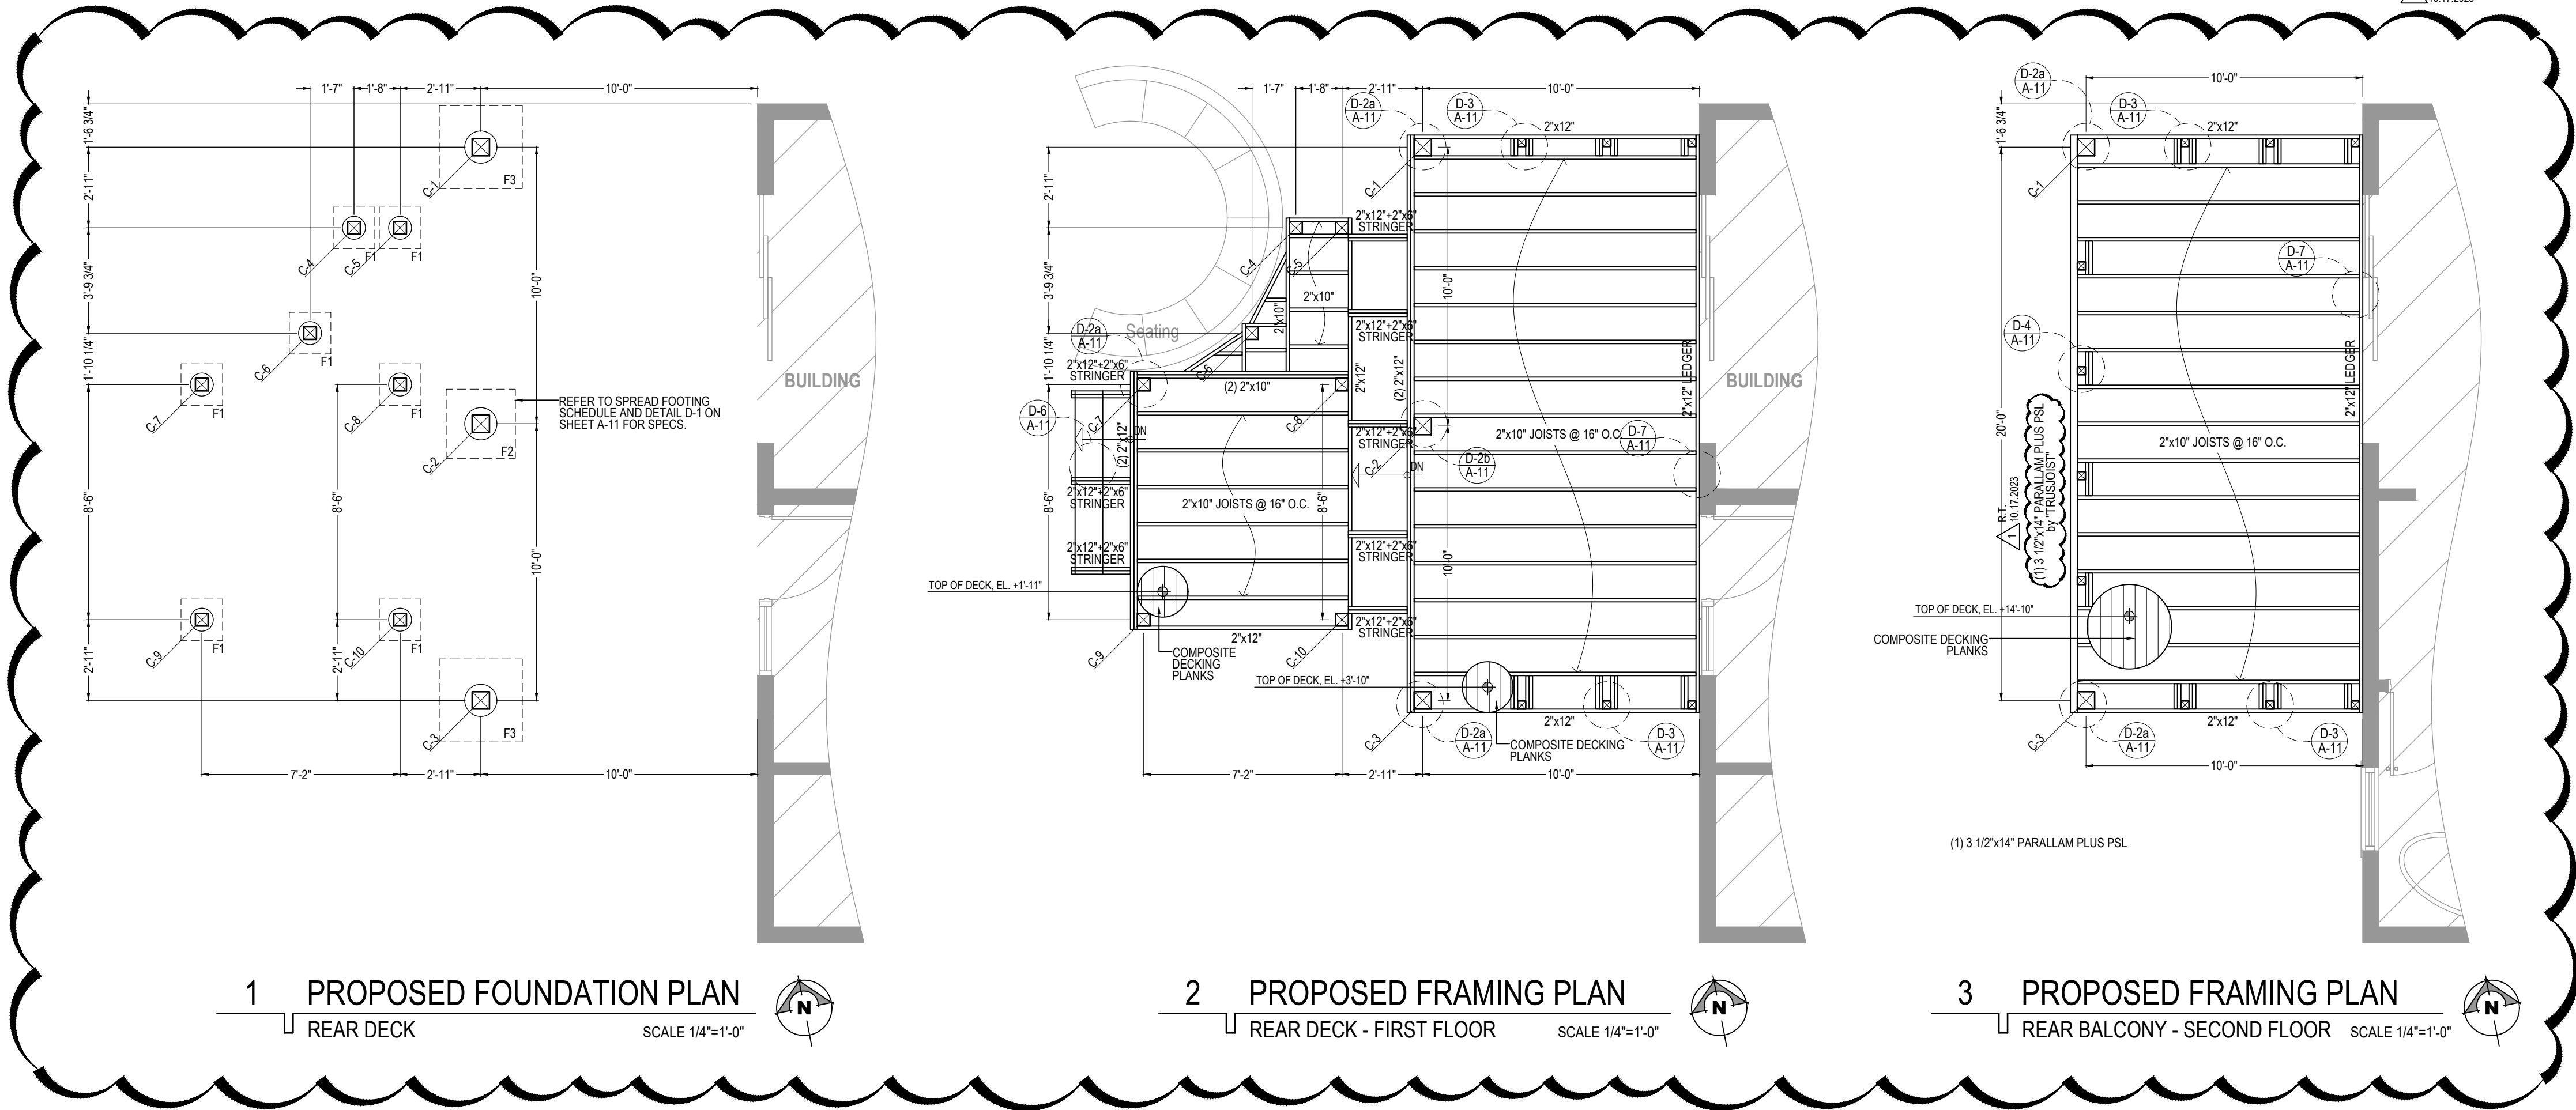 1'-7"
1'-8"
2'-11"
10'-0"
1'-6 3/4"
2'-11"
3'-9 3/4"
1'-10 1/4"
8'-6"
2'-11"
C-1
F3
C-4
F1
C-5
F1
10'-0"
C-6
F1
C-7
F1
C-8
F1
8'-6"
REFER TO SPREAD FOOTING
SCHEDULE AND DETAIL D-1 ON
SHEET A-11 FOR SPECS.
C-2
F2
10'-0"
C-9
F1
C-10
F1
2'-11"
C-3
F3
7'-2"
2'-11"
10'-0"
BUILDING
1 PROPOSED FOUNDATION PLAN
REAR DECK
SCALE 1/4"=1'-0"
N
1'-7"
1'-8"
2'-11"
10'-0"
D-2a
A-11
D-3
A-11
2"x12"
2'-11"
3'-9 3/4"
1'-10 1/4"
8'-6"
C-1
2"x12"+2"x6"
STRINGER
C-4
C-5
10'-0"
2"x10"
2"x10"
Seating
D-2a
A-11
2"x12"+2"x6"
STRINGER
2"x12"+2"x6"
STRINGER
C-6
(2) 2"x10"
2"x12"
(2) 2"x12"
2"x12" LEDGER
BUILDING
D-6
A-11
C-7
DN
(2) 2"x12"
C-8
2"x12"+2"x6"
STRINGER
C-2
DN
D-2b
A-11
2"x10" JOISTS @ 16" O.C.
D-7
A-11
2"x12"+2"x6"
STRINGER
2"x10" JOISTS @ 16" O.C.
8'-6"
2"x12"+2"x6"
STRINGER
2"x12"+2"x6"
STRINGER
10'-0"
TOP OF DECK, EL. +1'-11"
2"x12"+2"x6"
STRINGER
2"x12"
C-9
COMPOSITE
DECKING
PLANKS
C-10
TOP OF DECK, EL. +3'-10"
2"x12"
C-3
D-2a
A-11
COMPOSITE DECKING
PLANKS
D-3
A-11
7'-2"
2'-11"
10'-0"
2 PROPOSED FRAMING PLAN
REAR DECK - FIRST FLOOR
SCALE 1/4"=1'-0"
N
10'-0"
D-2a
A-11
D-3
A-11
2"x12"
1'-6 3/4"
C-1
D-7
A-11
D-4
A-11
2"x12" LEDGER
20'-0"
(1) 3 1/2"x14" PARALLAM PLUS PSL
by "TRUSJOIST"
R.T.
10.17.2023
1
2"x10" JOISTS @ 16" O.C.
TOP OF DECK, EL. +14'-10"
COMPOSITE DECKING
PLANKS
2"x12"
C-3
D-2a
A-11
D-3
A-11
10'-0"
(1) 3 1/2"x14" PARALLAM PLUS PSL
3 PROPOSED FRAMING PLAN
REAR BALCONY - SECOND FLOOR
SCALE 1/4"=1'-0"
N